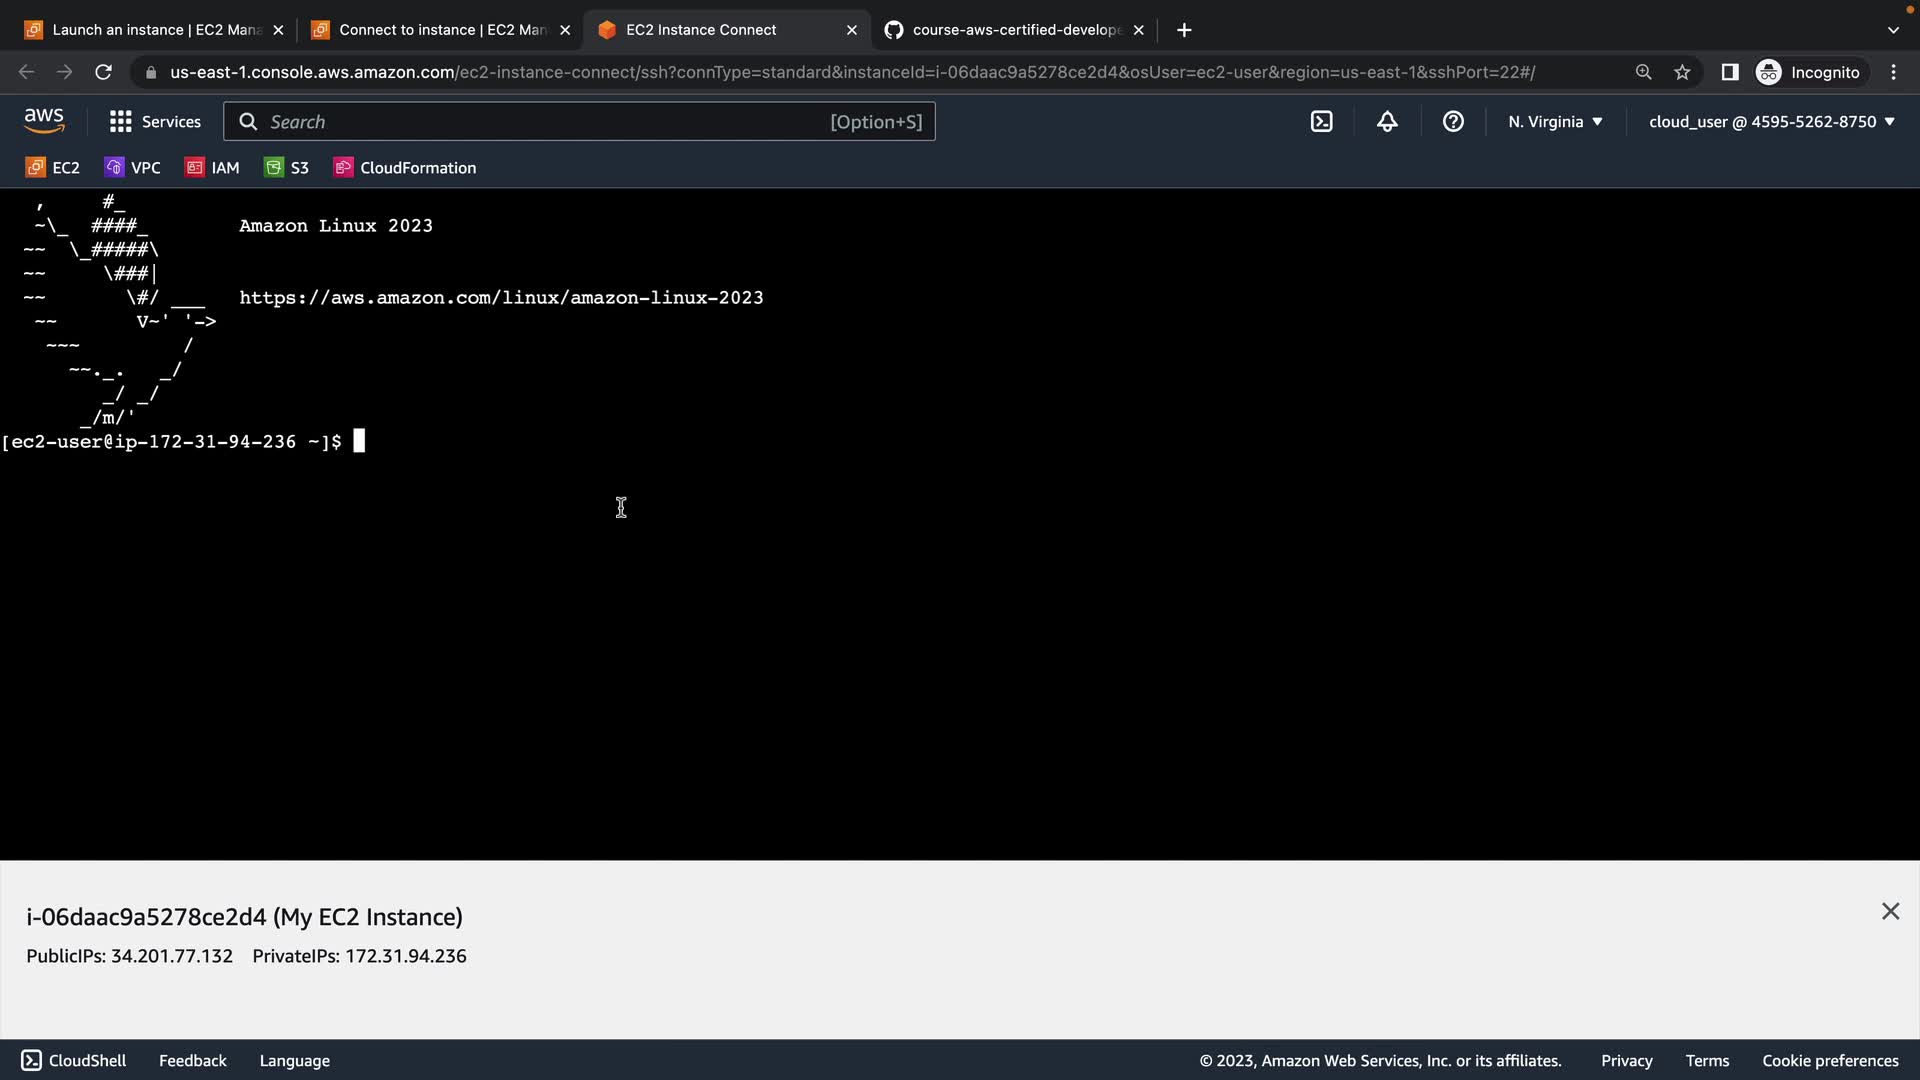 Launch an instance | EC2 Mana
Connect to instance | EC2 Man
EC2 Instance Connect
course-aws-certified-develope
us-east-1.console.aws.amazon.com/ec2-instance-connect/ssh?connType=standard&instanceId=i-06daac9a5278ce2d4&osUser=ec2-user&region=us-east-1&sshPort=22#/
Incognito
aws
Services
Search
[Option+S]
N. Virginia
cloud_user @ 4595-5262-8750
EC2
VPC
IAM
S3
CloudFormation
   ,     #_
   ~\_  ####_        Amazon Linux 2023
  ~~  \_#####\
  ~~     \###|
  ~~       \#/ ___   https://aws.amazon.com/linux/amazon-linux-2023
   ~~       V~' '->
    ~~~         /
      ~~._.   _/
         _/ _/
       _/m/'
[ec2-user@ip-172-31-94-236 ~]$
i-06daac9a5278ce2d4 (My EC2 Instance)
PublicIPs: 34.201.77.132 PrivateIPs: 172.31.94.236
CloudShell
Feedback
Language
© 2023, Amazon Web Services, Inc. or its affiliates.
Privacy
Terms
Cookie preferences